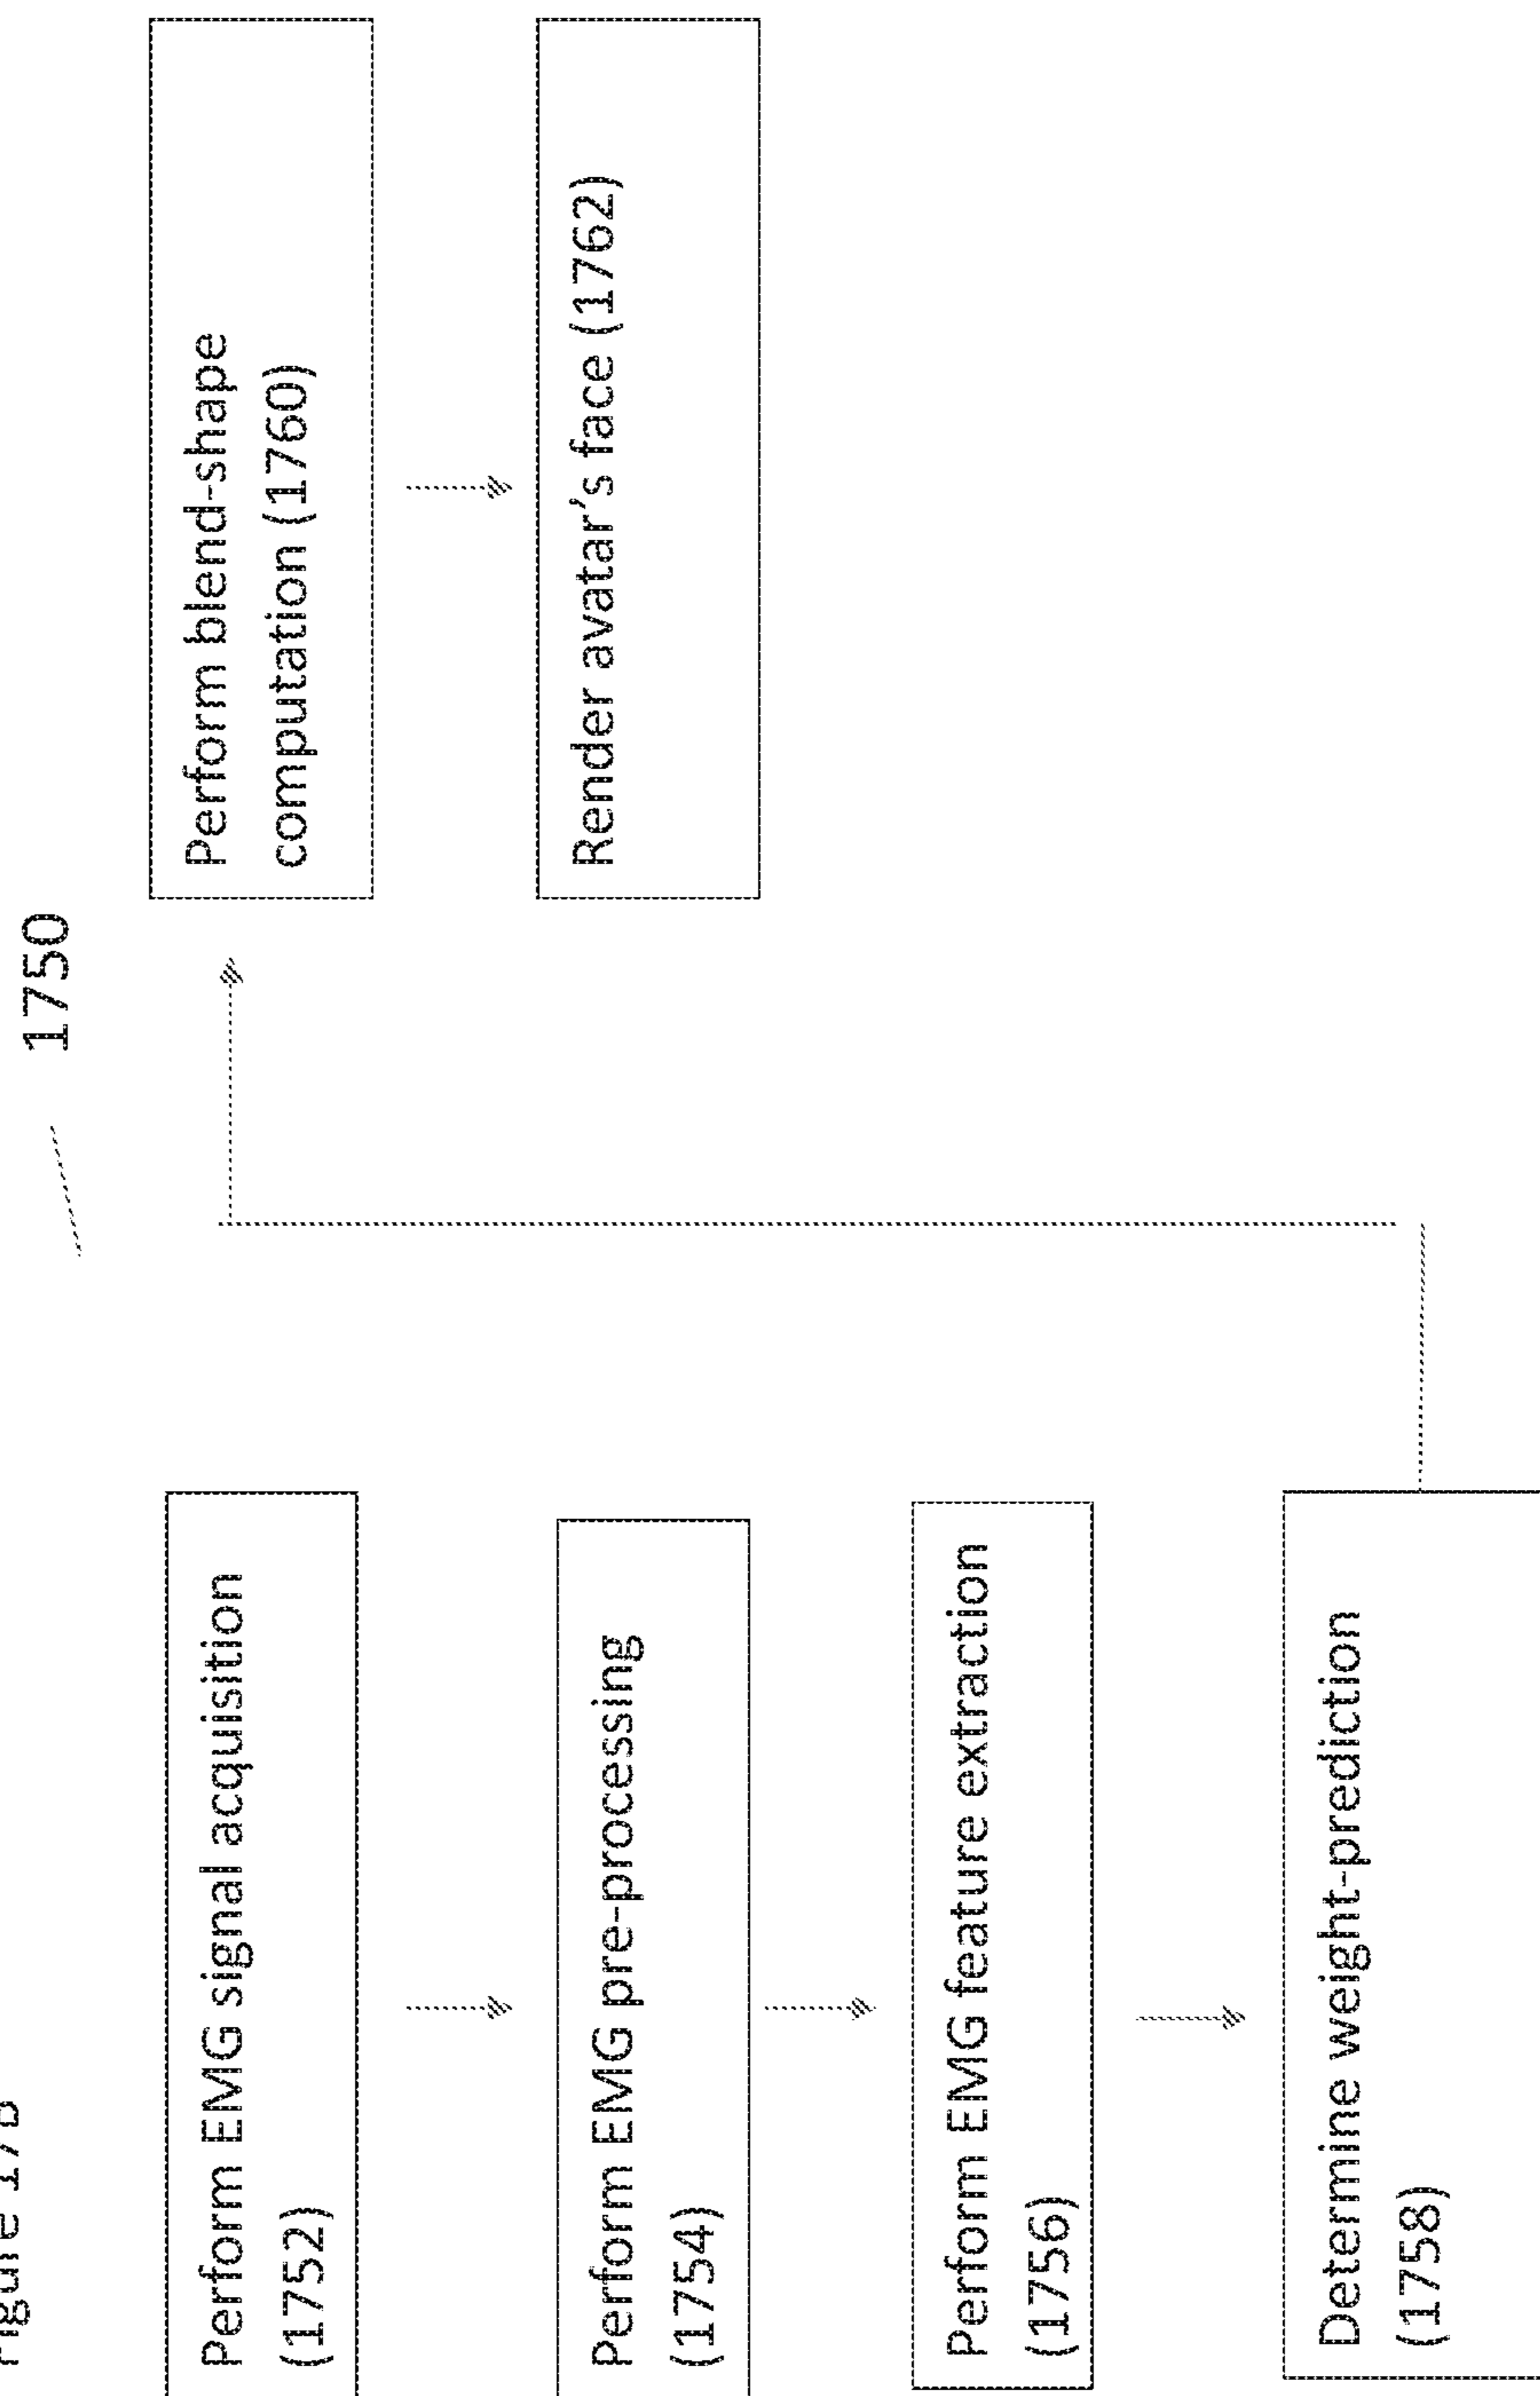 Figure 17B
1750
Perform EMG signal acquisition
(1752)
Perform EMG pre-processing
(1754)
Perform EMG feature extraction
(1756)
Determine weight-prediction
(1758)
Perform blend-shape
computation (1760)
Render avatar's face (1762)